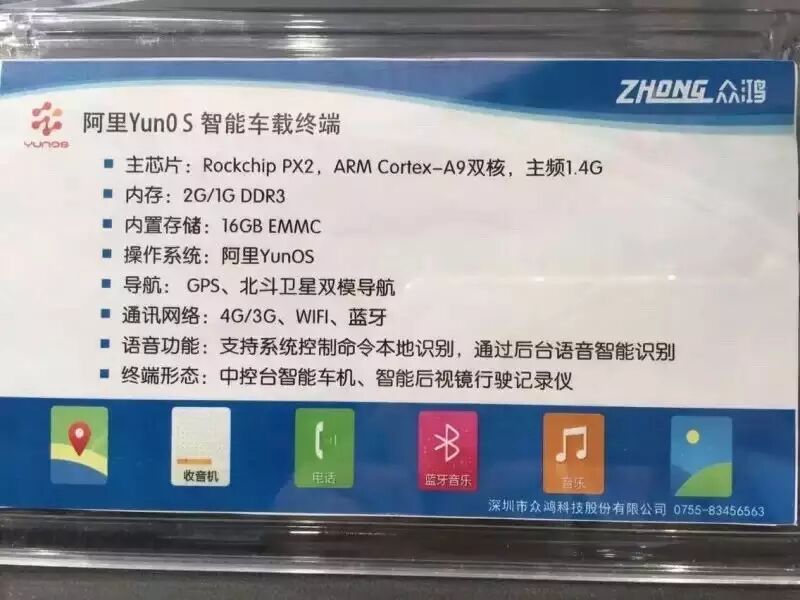 ZHONG 众鸿
YUNOS
阿里YunOS 智能车载终端
主芯片：Rockchip PX2，ARM Cortex-A9双核，主频1.4G
内存：2G/1G DDR3
内置存储：16GB EMMC
操作系统：阿里YunOS
导航：GPS、北斗卫星双模导航
通讯网络：4G/3G、WIFI、蓝牙
语音功能：支持系统控制命令本地识别，通过后台语音智能识别
终端形态：中控台智能车机、智能后视镜行驶记录仪
收音机
电话
蓝牙音乐
音乐
深圳市众鸿科技股份有限公司 0755-83456563